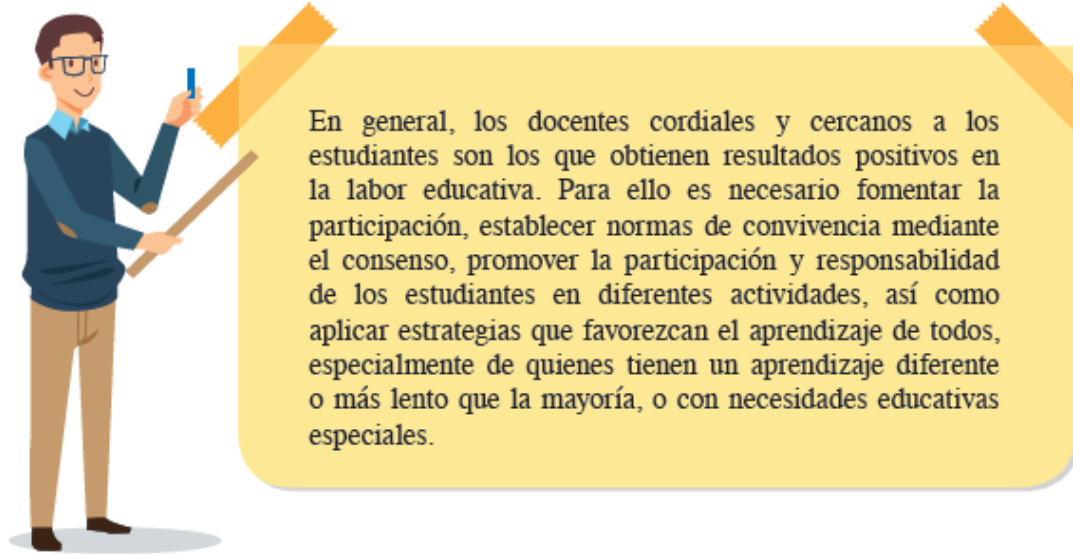 En general, los docentes cordiales y cercanos a los
estudiantes son los que obtienen resultados positivos en
la labor educativa. Para ello es necesario fomentar la
participación, establecer normas de convivencia mediante
el consenso, promover la participación y responsabilidad
de los estudiantes en diferentes actividades, así como
aplicar estrategias que favorezcan el aprendizaje de todos,
especialmente de quienes tienen un aprendizaje diferente
o más lento que la mayoría, o con necesidades educativas
especiales.